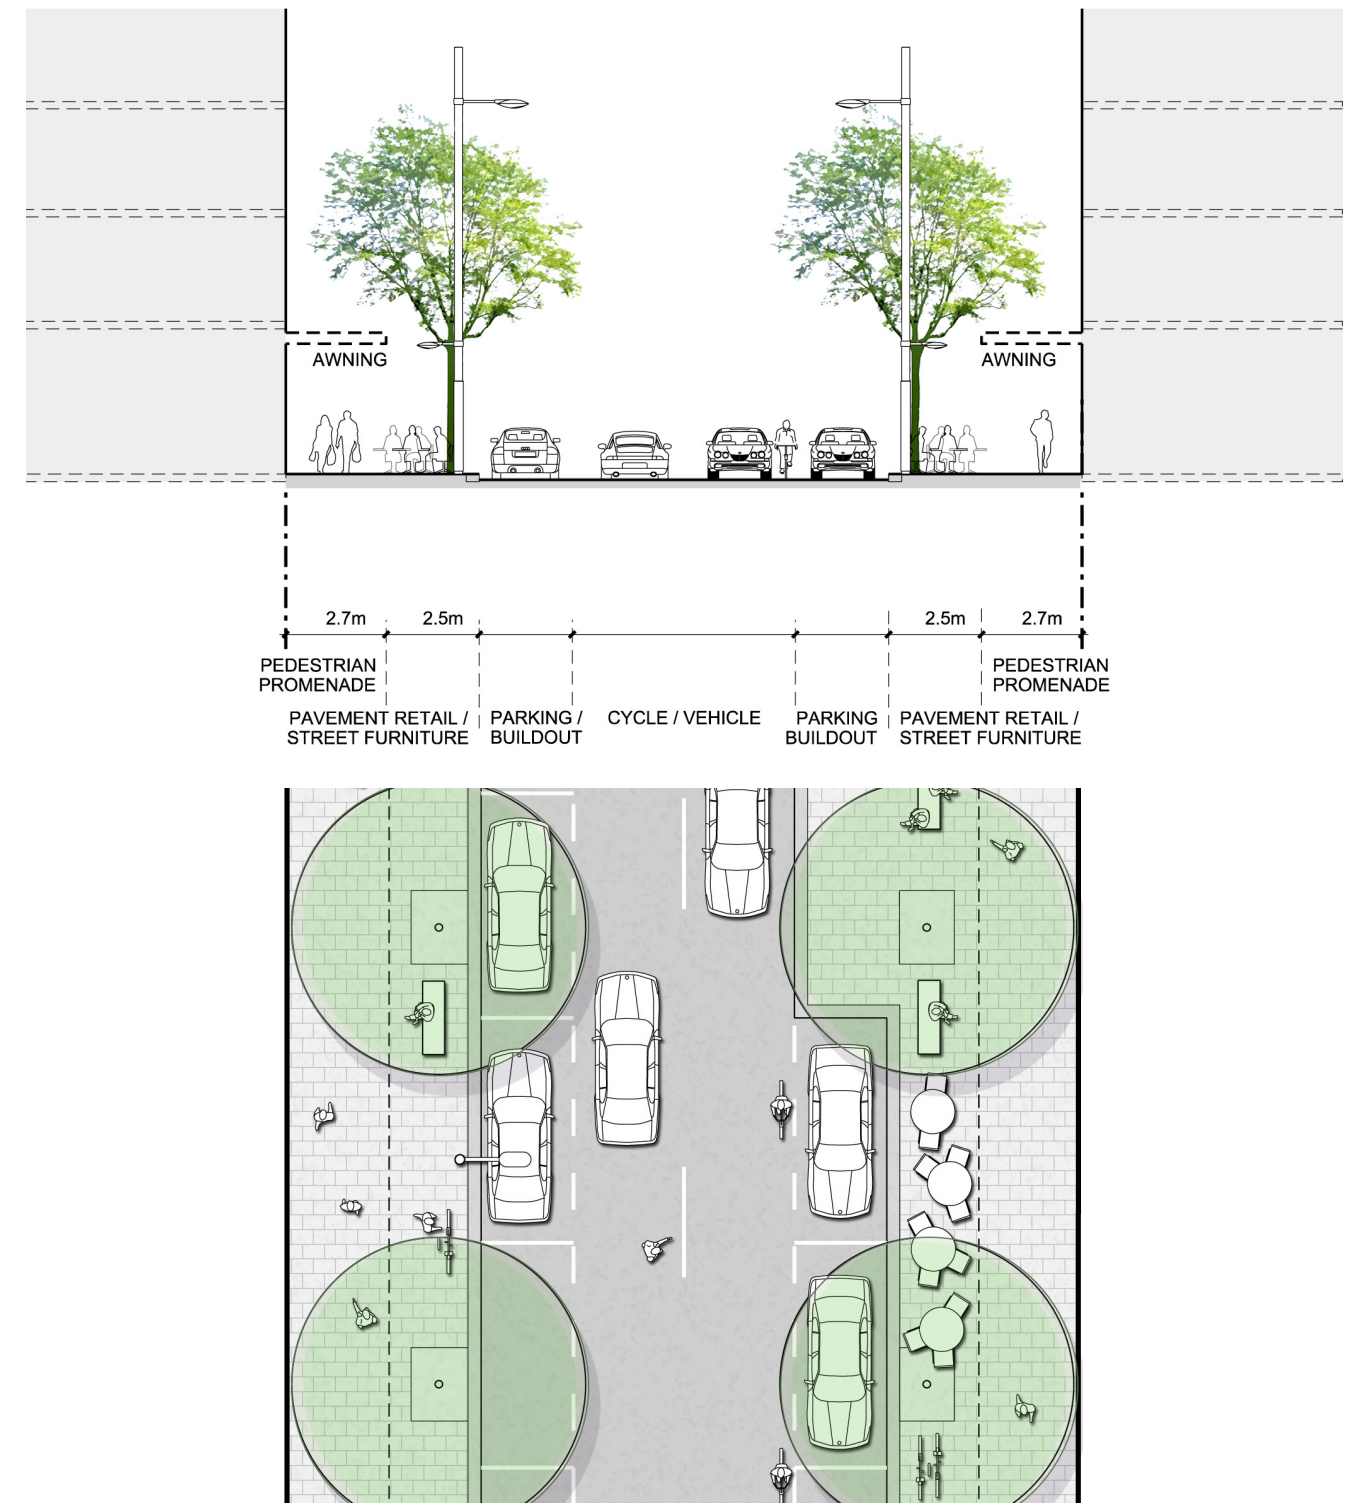 AWNING
AWNING
2.7m
2.5m
2.5m
2.7m
PEDESTRIAN
PROMENADE
PEDESTRIAN
PROMENADE
PAVEMENT RETAIL /
STREET FURNITURE
PARKING /
BUILDOUT
CYCLE / VEHICLE
PARKING
BUILDOUT
PAVEMENT RETAIL /
STREET FURNITURE